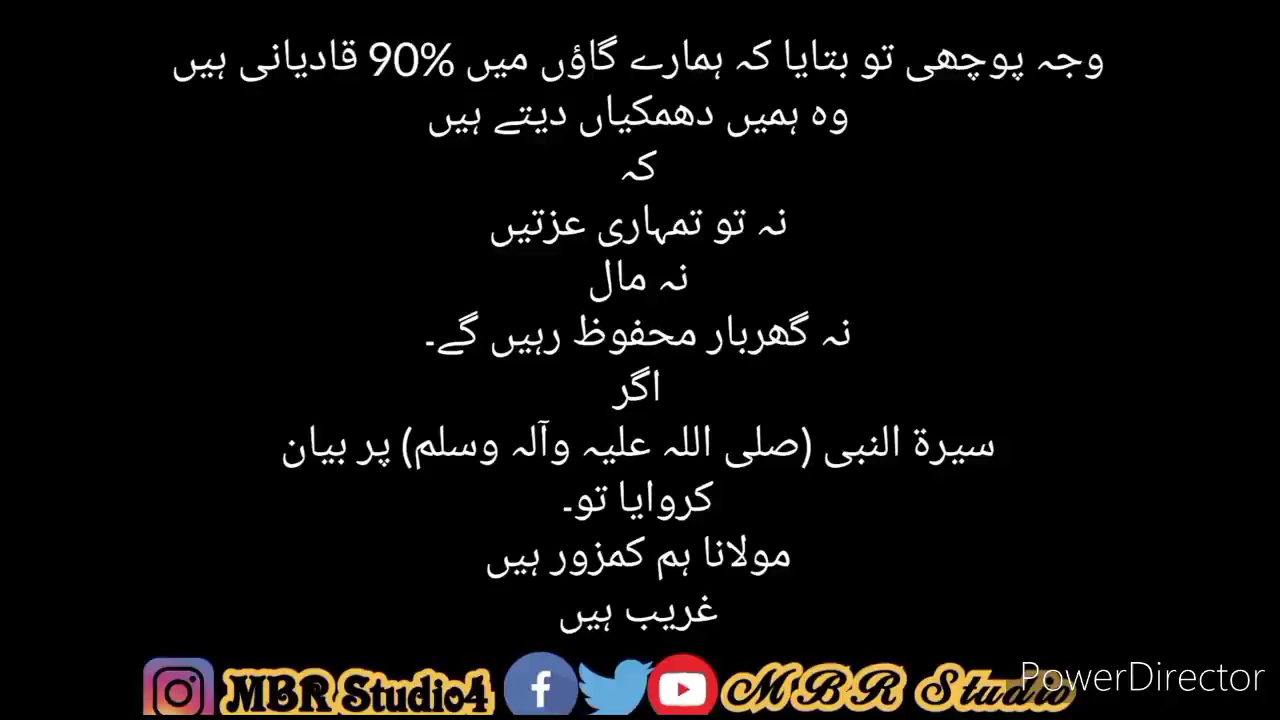 وجہ پوچھی تو بتایا کہ ہمارے گاؤں میں 90% قادیانی ہیں
وہ ہمیں دھمکیاں دیتے ہیں
کہ
نہ تو تمہاری عزتیں
نہ مال
نہ گھربار محفوظ رہیں گے۔
اگر
سیرۃ النبی (صلی اللہ علیہ وآلہ وسلم) پر بیان
کروایا تو۔
مولانا ہم کمزور ہیں
غریب ہیں
MBR Studio4 MBR Studio
PowerDirector